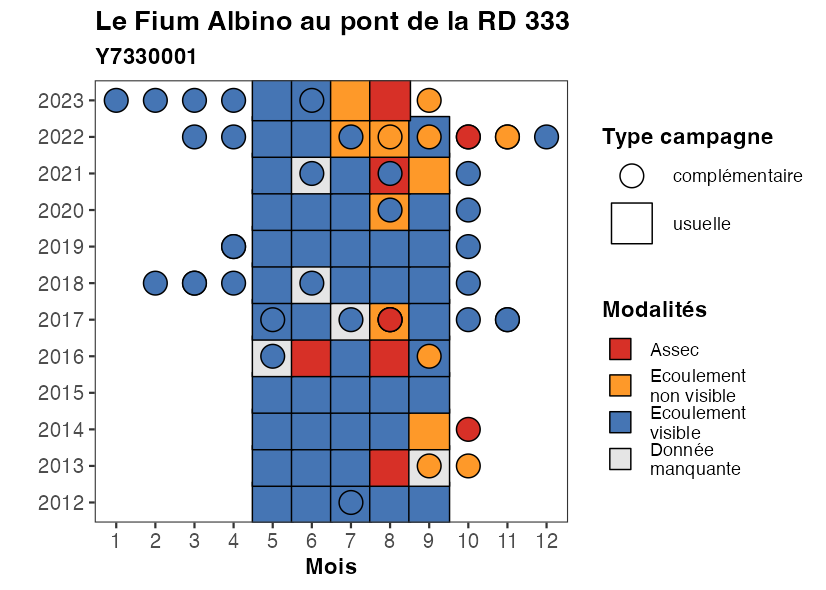 Le Fium Albino au pont de la RD 333
Y7330001
2023
2022
2021
2020
2019
2018
2017
2016
2015
2014
2013
2012
1 2 3 4 5 6 7 8 9 10 11 12
Mois
Type campagne
complémentaire
usuelle
Modalités
Assec
Ecoulement
non visible
Ecoulement
visible
Donnée
manquante